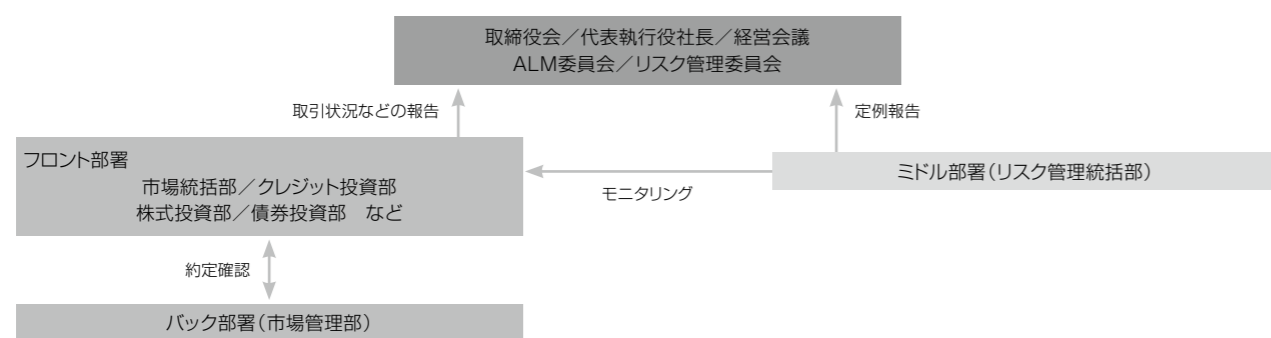 取締役会／代表執行役社長／経営会議
ALM委員会／リスク管理委員会
取引状況などの報告
定例報告
フロント部署
市場統括部／クレジット投資部
株式投資部／債券投資部　など
ミドル部署（リスク管理統括部）
モニタリング
約定確認
バック部署（市場管理部）